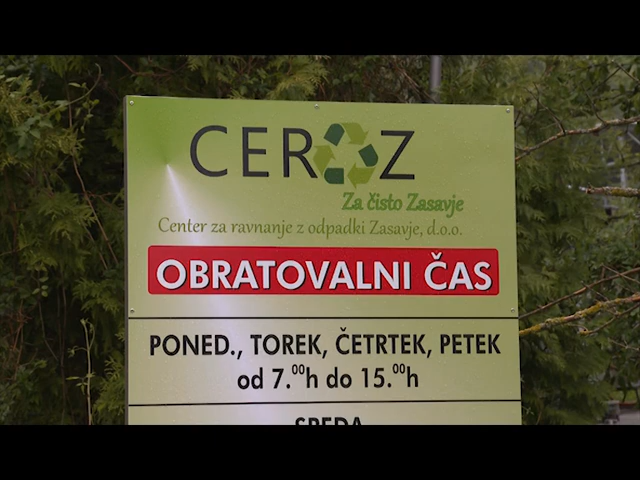 CEROZ
Za čisto Zasavje
Center za ravnanje z odpadki Zasavje, d.o.o.
OBRATOVALNI ČAS
PONED., TOREK, ČETRTEK, PETEK
od 7.00h do 15.00h
SREDA